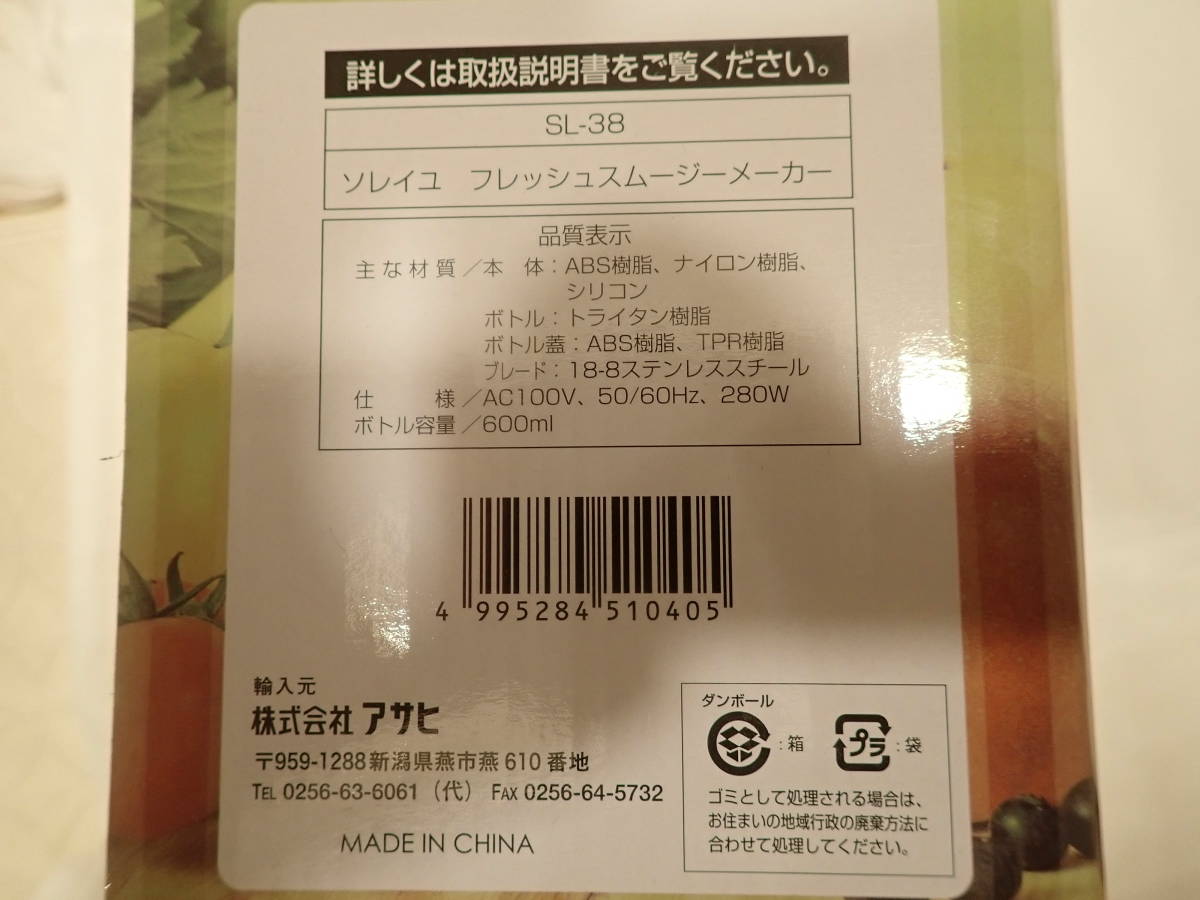 詳しくは取扱説明書をご覧ください。
SL-38
ソレイユ　フレッシュスムージーメーカー
品質表示
主な材質／本　体：ABS樹脂、ナイロン樹脂、
シリコン
ボトル：トライタン樹脂
ボトル蓋：ABS樹脂、TPR樹脂
ブレード：18-8ステンレススチール
仕　様／AC100V、50/60Hz、280W
ボトル容量／600ml
4 995284 510405
輸入元
株式会社 アサヒ
〒959-1288 新潟県燕市燕 610 番地
TEL 0256-63-6061（代） FAX 0256-64-5732
MADE IN CHINA
ダンボール
：箱 プラ：袋
ゴミとして処理される場合は、
お住まいの地域行政の廃棄方法に
合わせて処理してください。